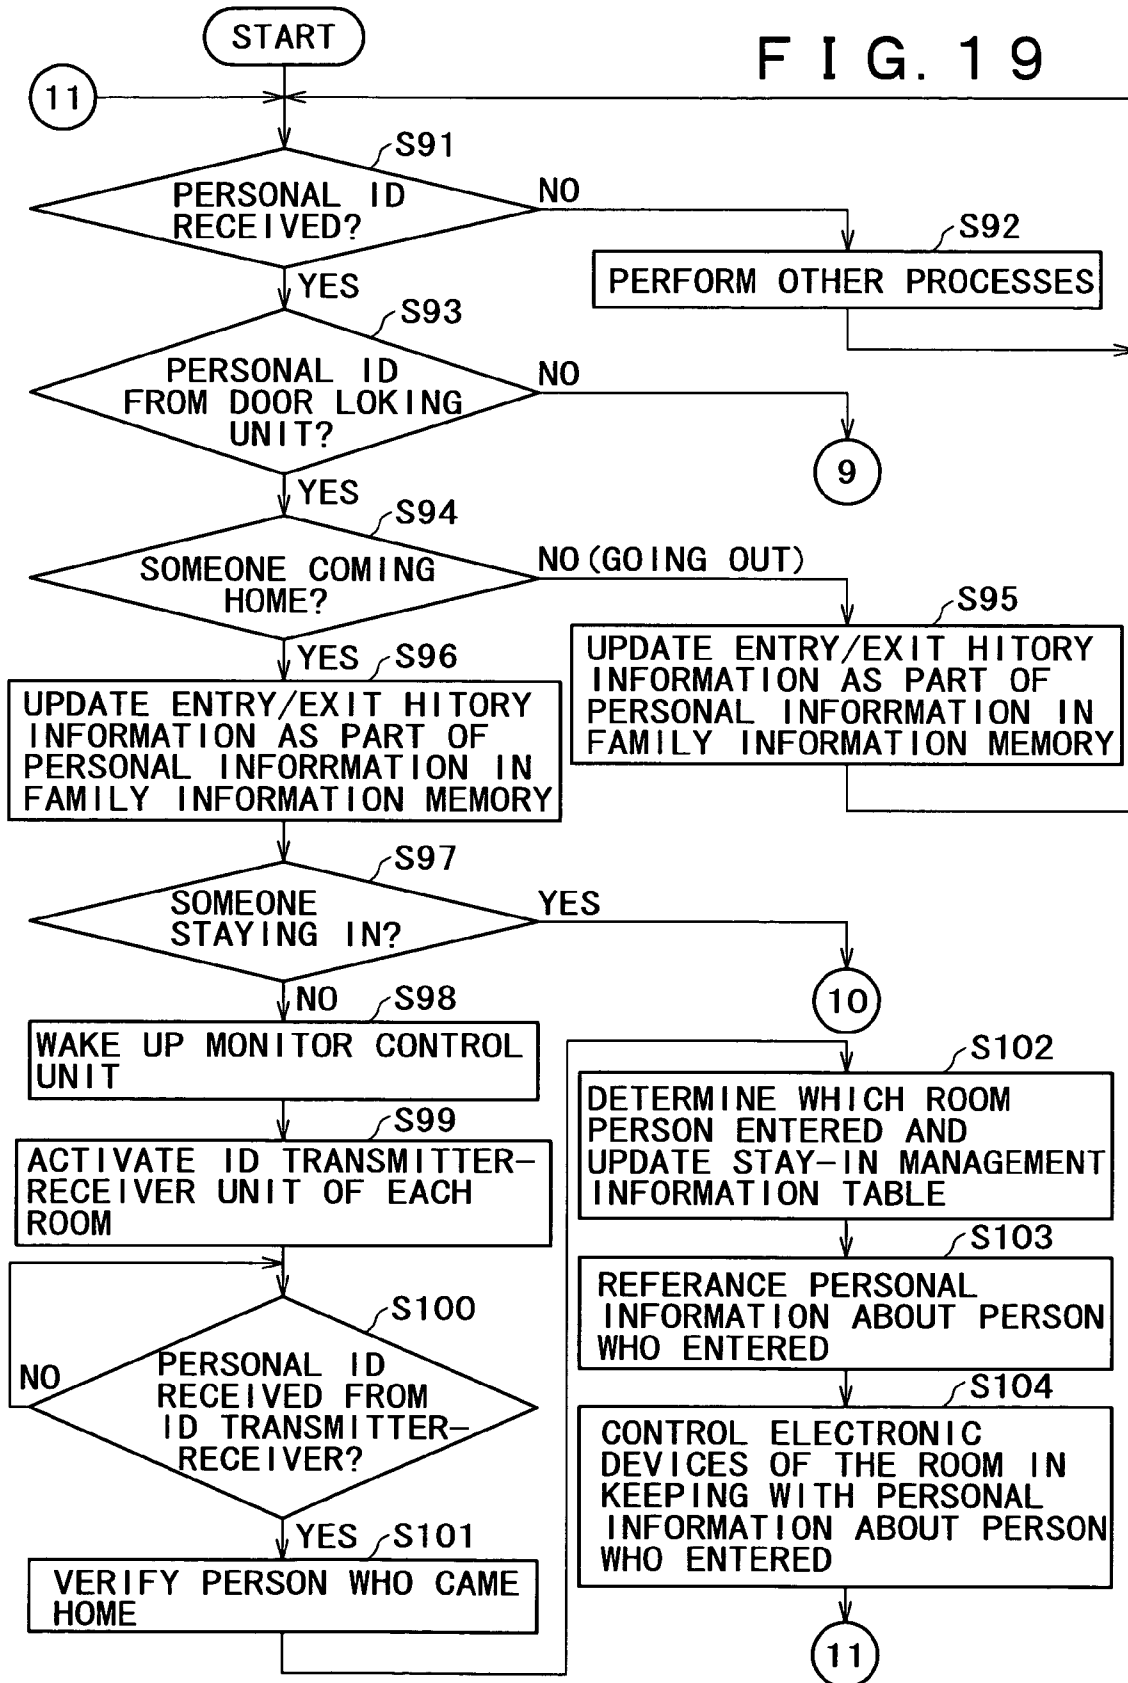 START
FIG. 19
11
S91
PERSONAL ID
RECEIVED?
NO
S92
PERFORM OTHER PROCESSES
YES
S93
PERSONAL ID
FROM DOOR LOKING
UNIT?
NO
9
YES
S94
SOMEONE COMING
HOME?
NO (GOING OUT)
S95
UPDATE ENTRY/EXIT HITORY
INFORMATION AS PART OF
PERSONAL INFORRMATION IN
FAMILY INFORMATION MEMORY
YES
S96
UPDATE ENTRY/EXIT HITORY
INFORMATION AS PART OF
PERSONAL INFORRMATION IN
FAMILY INFORMATION MEMORY
S97
SOMEONE
STAYING IN?
YES
10
NO
S98
WAKE UP MONITOR CONTROL
UNIT
S99
ACTIVATE ID TRANSMITTER-
RECEIVER UNIT OF EACH
ROOM
S100
PERSONAL ID
RECEIVED FROM
ID TRANSMITTER-
RECEIVER?
NO
YES
S101
VERIFY PERSON WHO CAME
HOME
S102
DETERMINE WHICH ROOM
PERSON ENTERED AND
UPDATE STAY-IN MANAGEMENT
INFORMATION TABLE
S103
REFERANCE PERSONAL
INFORMATION ABOUT PERSON
WHO ENTERED
S104
CONTROL ELECTRONIC
DEVICES OF THE ROOM IN
KEEPING WITH PERSONAL
INFORMATION ABOUT PERSON
WHO ENTERED
11